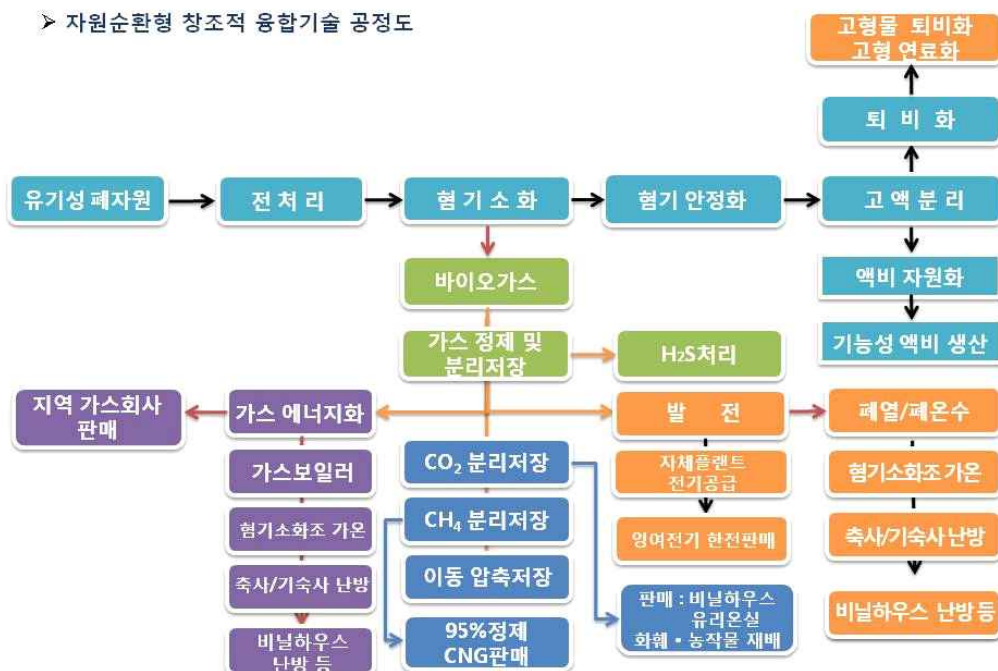 ➢ 자원순환형 창조적 융합기술 공정도
고형물 퇴비화
고형 연료화
퇴 비 화
유기성 폐자원
전 처 리
혐 기 소 화
혐기 안정화
고 액 분 리
바이오가스
액비 자원화
가스 정제 및
분리저장
H₂S처리
기능성 액비 생산
지역 가스회사
판매
가스 에너지화
발 전
폐열/폐온수
가스보일러
CO₂ 분리저장
자체플랜트
전기공급
혐기소화조 가온
혐기소화조 가온
CH₄ 분리저장
잉여전기 한전판매
축사/기숙사 난방
축사/기숙사 난방
이동 압축저장
판매 : 비닐하우스
유리온실
화훼・농작물 재배
비닐하우스 난방 등
비닐하우스
난방 등
95%정제
CNG판매